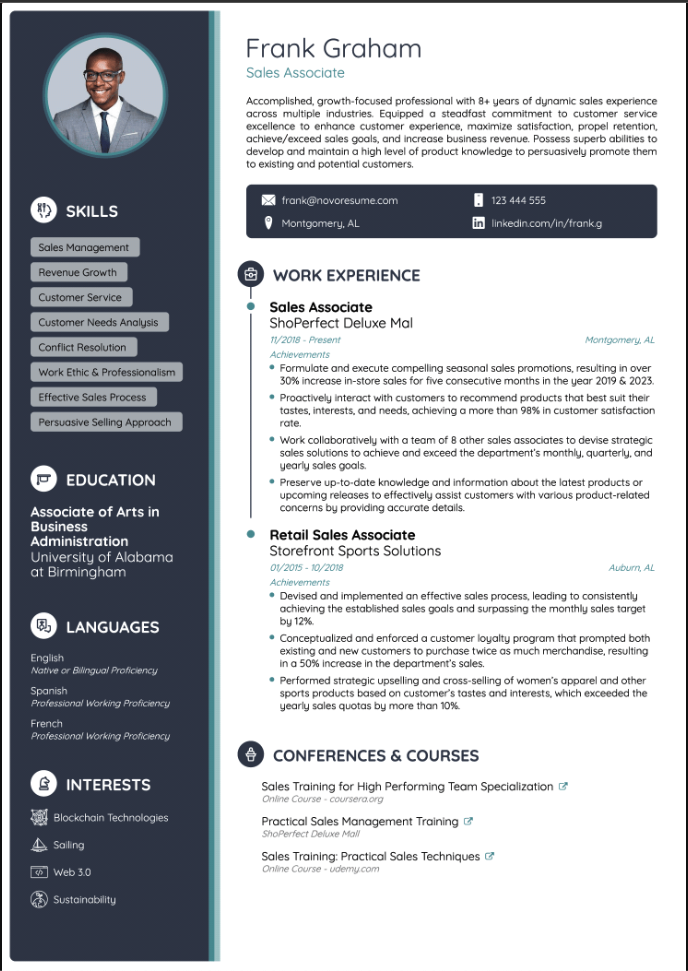 Frank Graham
Sales Associate
Accomplished, growth-focused professional with 8+ years of dynamic sales experience
across multiple industries. Equipped a steadfast commitment to customer service
excellence to enhance customer experience, maximize satisfaction, propel retention,
achieve/exceed sales goals, and increase business revenue. Possess superb abilities to
develop and maintain a high level of product knowledge to persuasively promote them
to existing and potential customers.
frank@novoresume.com
123 444 555
Montgomery, AL
linkedin.com/in/frank.g
SKILLS
Sales Management
Revenue Growth
Customer Service
Customer Needs Analysis
Conflict Resolution
Work Ethic & Professionalism
Effective Sales Process
Persuasive Selling Approach
EDUCATION
Associate of Arts in
Business
Administration
University of Alabama
at Birmingham
LANGUAGES
English
Native or Bilingual Proficiency
Spanish
Professional Working Proficiency
French
Professional Working Proficiency
INTERESTS
Blockchain Technologies
Sailing
Web 3.0
Sustainability
WORK EXPERIENCE
Sales Associate
ShoPerfect Deluxe Mal
11/2018 - Present
Montgomery, AL
Achievements
Formulate and execute compelling seasonal sales promotions, resulting in over
30% increase in-store sales for five consecutive months in the year 2019 & 2023.
Proactively interact with customers to recommend products that best suit their
tastes, interests, and needs, achieving a more than 98% in customer satisfaction
rate.
Work collaboratively with a team of 8 other sales associates to devise strategic
sales solutions to achieve and exceed the department's monthly, quarterly, and
yearly sales goals.
Preserve up-to-date knowledge and information about the latest products or
upcoming releases to effectively assist customers with various product-related
concerns by providing accurate details.
Retail Sales Associate
Storefront Sports Solutions
01/2015 - 10/2018
Auburn, AL
Achievements
Devised and implemented an effective sales process, leading to consistently
achieving the established sales goals and surpassing the monthly sales target
by 12%.
Conceptualized and enforced a customer loyalty program that prompted both
existing and new customers to purchase twice as much merchandise, resulting
in a 50% increase in the department's sales.
Performed strategic upselling and cross-selling of women's apparel and other
sports products based on customer's tastes and interests, which exceeded the
yearly sales quotas by more than 10%.
CONFERENCES & COURSES
Sales Training for High Performing Team Specialization
Online Course - coursera.org
Practical Sales Management Training
ShoPerfect Deluxe Mall
Sales Training: Practical Sales Techniques
Online Course - udemy.com